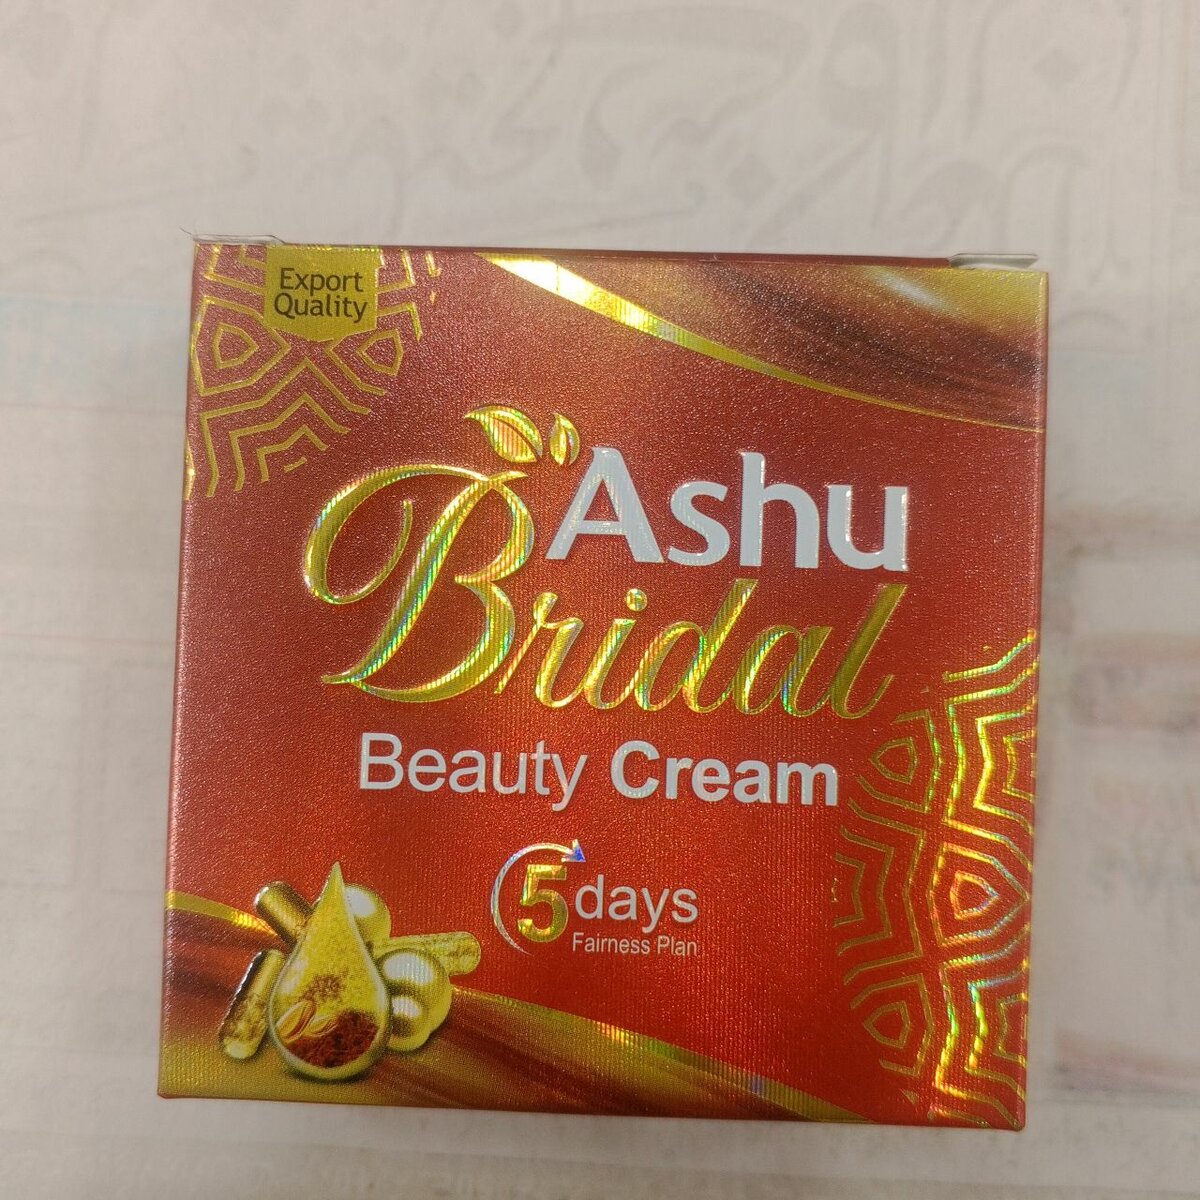 Export
Quality
Ashu
Bridal
Beauty Cream
5 days
Fairness Plan